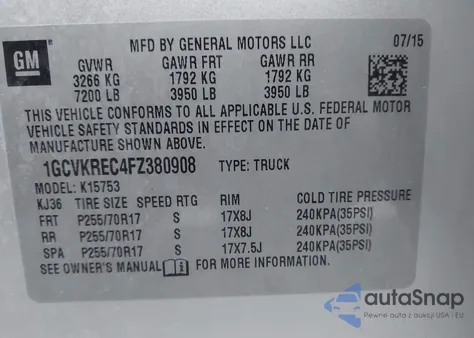 GM
MFD BY GENERAL MOTORS LLC 07/15
GVWR GAWR FRT GAWR RR
3266 KG 1792 KG 1792 KG
7200 LB 3950 LB 3950 LB
THIS VEHICLE CONFORMS TO ALL APPLICABLE U.S. FEDERAL MOTOR
VEHICLE SAFETY STANDARDS IN EFFECT ON THE DATE OF
MANUFACTURE SHOWN ABOVE.
1GCVKREC4FZ380908 TYPE: TRUCK
MODEL: K15753
KJ36 TIRE SIZE SPEED RTG RIM COLD TIRE PRESSURE
FRT P255/70R17 S 17X8J 240KPA(35PSI)
RR P255/70R17 S 17X8J 240KPA(35PSI)
SPA P255/70R17 S 17X7.5J 240KPA(35PSI)
SEE OWNER'S MANUAL i FOR MORE INFORMATION.
autoSnap
Pewne auta z aukcji USA i EU